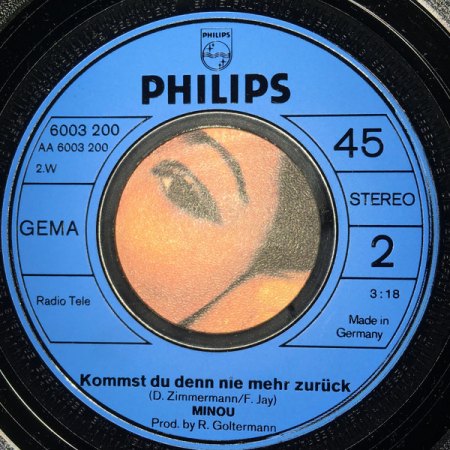 PHILIPS
PHILIPS
6003 200
AA 6003 200
2.W
GEMA
Radio Tele
45
STEREO
2
3:18
Made in
Germany
Kommst du denn nie mehr zurück
(D. Zimmermann/F. Jay)
MINOU
Prod. by R. Goltermann